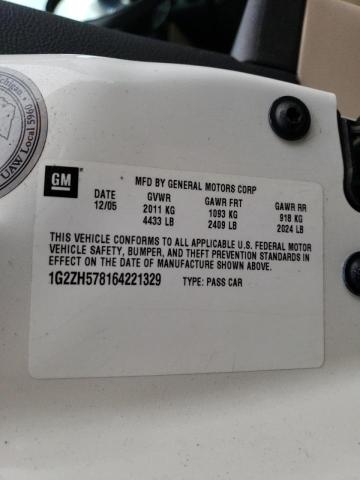 Michigan.
UAW Local 5960
GM
MFD BY GENERAL MOTORS CORP
DATE GVWR GAWR FRT GAWR RR
12/05 2011 KG 1093 KG 918 KG
4433 LB 2409 LB 2024 LB
THIS VEHICLE CONFORMS TO ALL APPLICABLE U.S. FEDERAL MOTOR
VEHICLE SAFETY, BUMPER, AND THEFT PREVENTION STANDARDS IN
EFFECT ON THE DATE OF MANUFACTURE SHOWN ABOVE.
1G2ZH578164221329 TYPE: PASS CAR